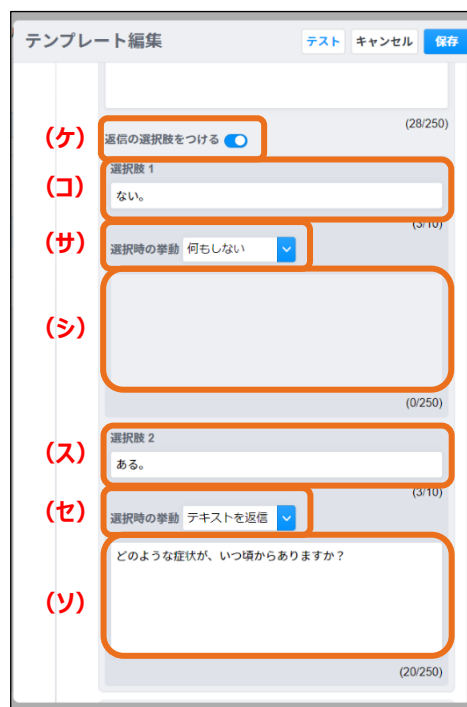 テンプレート編集 テスト キャンセル 保存
(28/250)
(ケ) 返信の選択肢をつける
選択肢 1
(コ) ない。
(3/10)
(サ) 選択時の挙動 何もしない
(シ)
(0/250)
選択肢 2
(ス) ある。
(3/10)
(セ) 選択時の挙動 テキストを返信
どのような症状が、いつ頃からありますか？
(ソ)
(20/250)